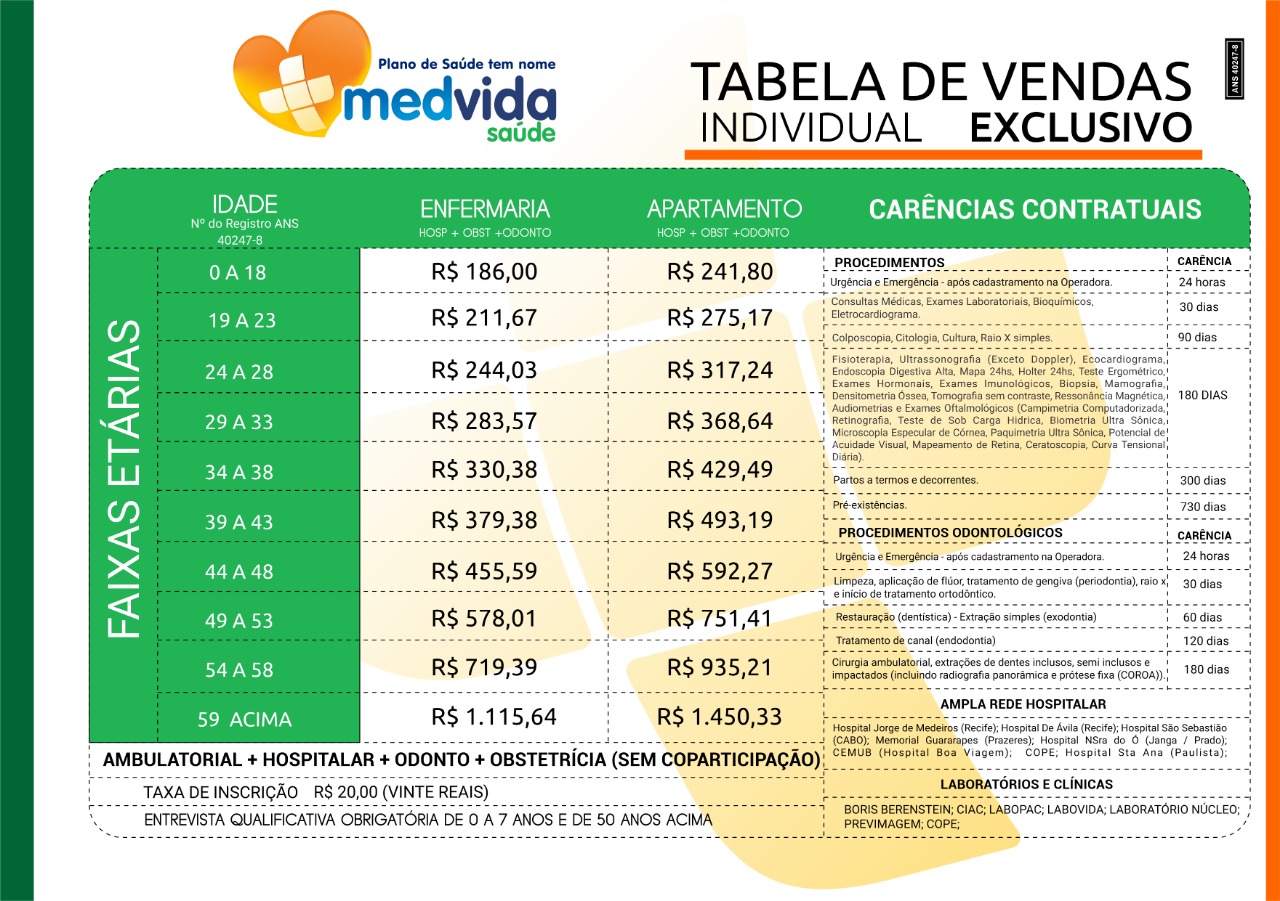 Plano de Saúde tem nome
medvida
saúde
TABELA DE VENDAS
INDIVIDUAL EXCLUSIVO
ANS 40247-8
IDADE
Nº do Registro ANS
40247-8
ENFERMARIA
HOSP + OBST +ODONTO
APARTAMENTO
HOSP + OBST +ODONTO
CARÊNCIAS CONTRATUAIS
FAIXAS ETÁRIAS
0 A 18 R$ 186,00 R$ 241,80
19 A 23 R$ 211,67 R$ 275,17
24 A 28 R$ 244,03 R$ 317,24
29 A 33 R$ 283,57 R$ 368,64
34 A 38 R$ 330,38 R$ 429,49
39 A 43 R$ 379,38 R$ 493,19
44 A 48 R$ 455,59 R$ 592,27
49 A 53 R$ 578,01 R$ 751,41
54 A 58 R$ 719,39 R$ 935,21
59 ACIMA R$ 1.115,64 R$ 1.450,33
AMBULATORIAL + HOSPITALAR + ODONTO + OBSTETRÍCIA (SEM COPARTICIPAÇÃO)
TAXA DE INSCRIÇÃO R$ 20,00 (VINTE REAIS)
ENTREVISTA QUALIFICATIVA OBRIGATÓRIA DE 0 A 7 ANOS E DE 50 ANOS ACIMA
PROCEDIMENTOS CARÊNCIA
Urgência e Emergência - após cadastramento na Operadora. 24 horas
Consultas Médicas, Exames Laboratoriais, Bioquímicos,
Eletrocardiograma.
30 dias
Colposcopia, Citologia, Cultura, Raio X simples. 90 dias
Fisioterapia, Ultrassonografia (Exceto Doppler), Ecocardiograma,
Endoscopia Digestiva Alta, Mapa 24hs, Holter 24hs, Teste Ergométrico,
Exames Hormonais, Exames Imunológicos, Biopsia, Mamografia,
Densitometria Óssea, Tomografia sem contraste, Ressonância Magnética,
Audiometrias e Exames Oftalmológicos (Campimetria Computadorizada,
Retinografia, Teste de Sob Carga Hidrica, Biometria Ultra Sônica,
Microscopia Especular de Córnea, Paquimetria Ultra Sônica, Potencial de
Acuidade Visual, Mapeamento de Retina, Ceratoscopia, Curva Tensional
Diária).
180 DIAS
Partos a termos e decorrentes. 300 dias
Pré-existências. 730 dias
PROCEDIMENTOS ODONTOLÓGICOS CARÊNCIA
Urgência e Emergência - após cadastramento na Operadora. 24 horas
Limpeza, aplicação de flúor, tratamento de gengiva (periodontia), raio x,
e início de tratamento ortodôntico.
30 dias
Restauração (dentística) - Extração simples (exodontia) 60 dias
Tratamento de canal (endodontia) 120 dias
Cirurgia ambulatorial, extrações de dentes inclusos, semi inclusos e
impactados (incluindo radiografia panorâmica e prótese fixa (COROA)).
180 dias
AMPLA REDE HOSPITALAR
Hospital Jorge de Medeiros (Recife); Hospital De Ávila (Recife); Hospital São Sebastião
(CABO); Memorial Guararapes (Prazeres); Hospital NSra do Ó (Janga / Prado);
CEMUB (Hospital Boa Viagem); COPE; Hospital Sta Ana (Paulista);
LABORATÓRIOS E CLÍNICAS
BORIS BERENSTEIN; CIAC; LABOPAC; LABOVIDA; LABORATÓRIO NÚCLEO;
PREVIMAGEM; COPE;